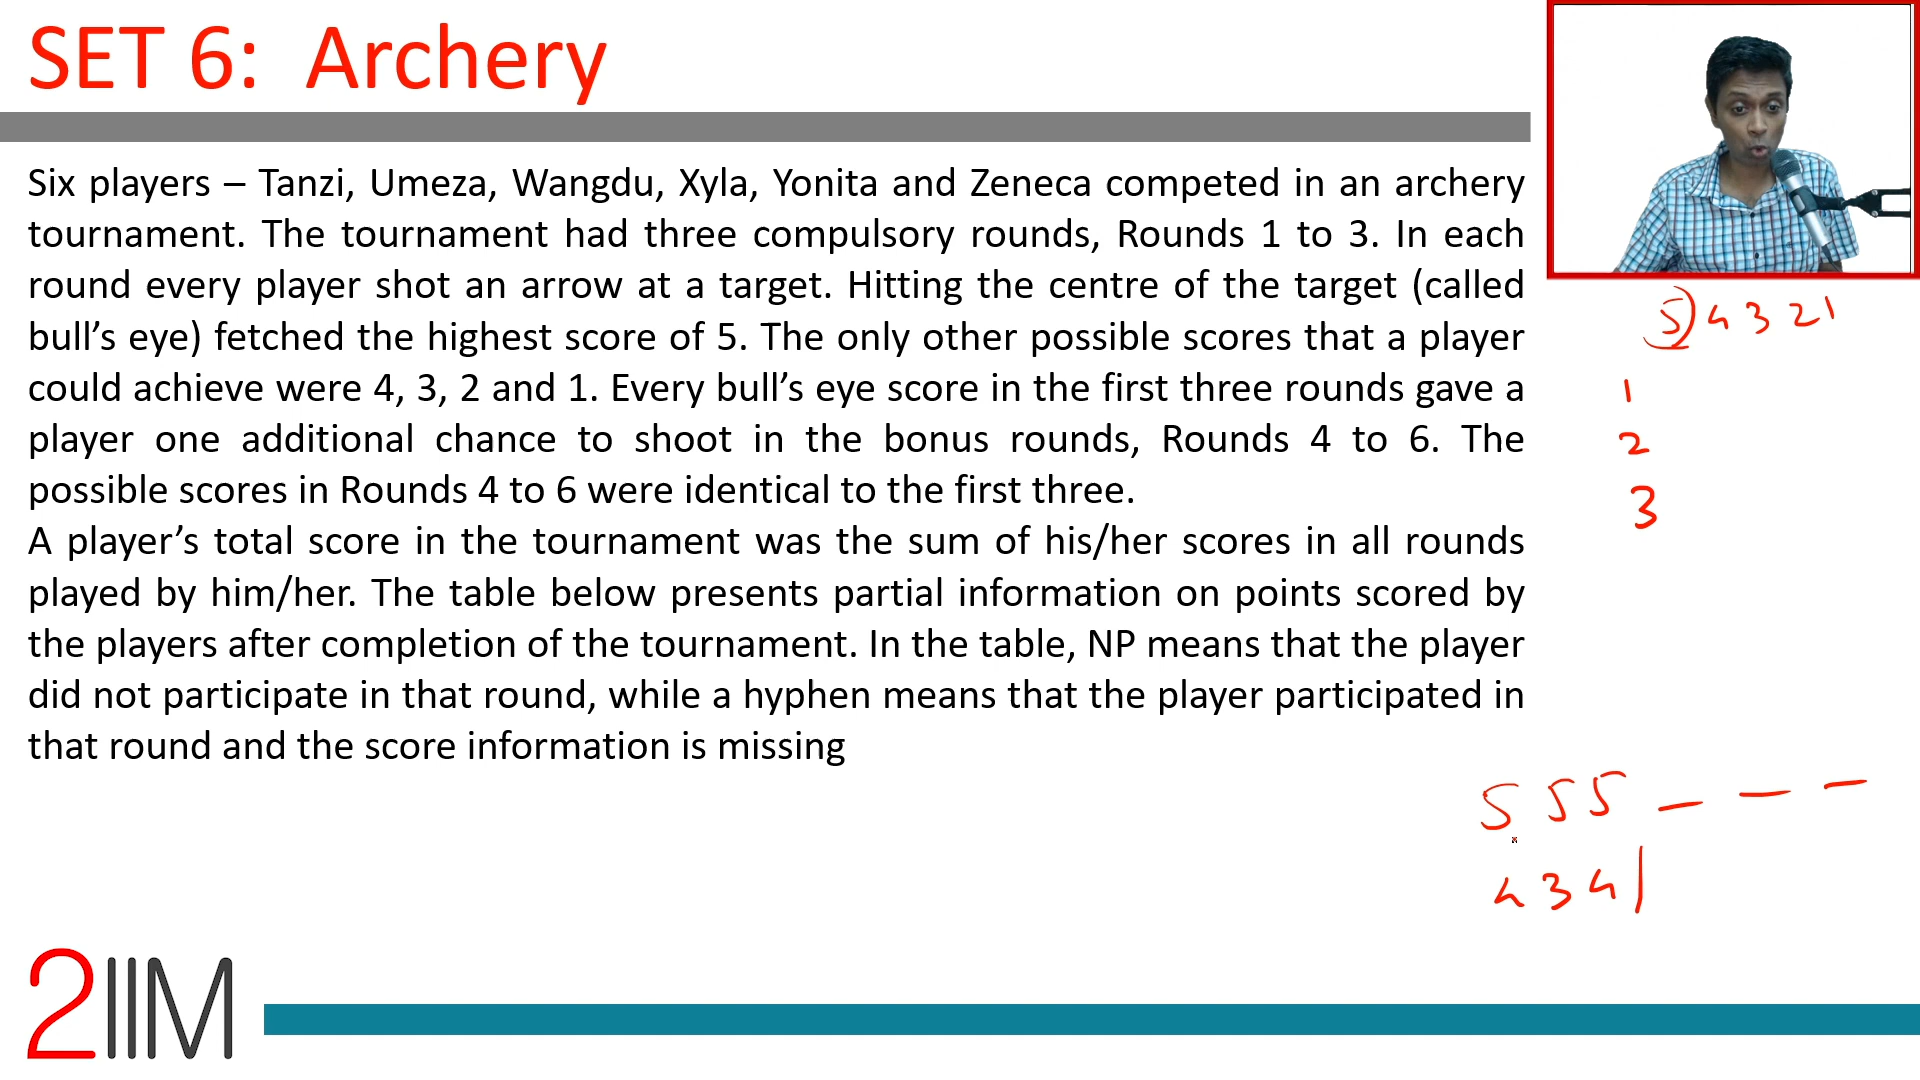 SET 6: Archery
Six players – Tanzi, Umeza, Wangdu, Xyla, Yonita and Zeneca competed in an archery
tournament. The tournament had three compulsory rounds, Rounds 1 to 3. In each
round every player shot an arrow at a target. Hitting the centre of the target (called
bull’s eye) fetched the highest score of 5. The only other possible scores that a player
could achieve were 4, 3, 2 and 1. Every bull’s eye score in the first three rounds gave a
player one additional chance to shoot in the bonus rounds, Rounds 4 to 6. The
possible scores in Rounds 4 to 6 were identical to the first three.
A player’s total score in the tournament was the sum of his/her scores in all rounds
played by him/her. The table below presents partial information on points scored by
the players after completion of the tournament. In the table, NP means that the player
did not participate in that round, while a hyphen means that the player participated in
that round and the score information is missing
5 4 3 2 1
1
2
3
5 5 5 – – –
4 3 4 |
2IIM